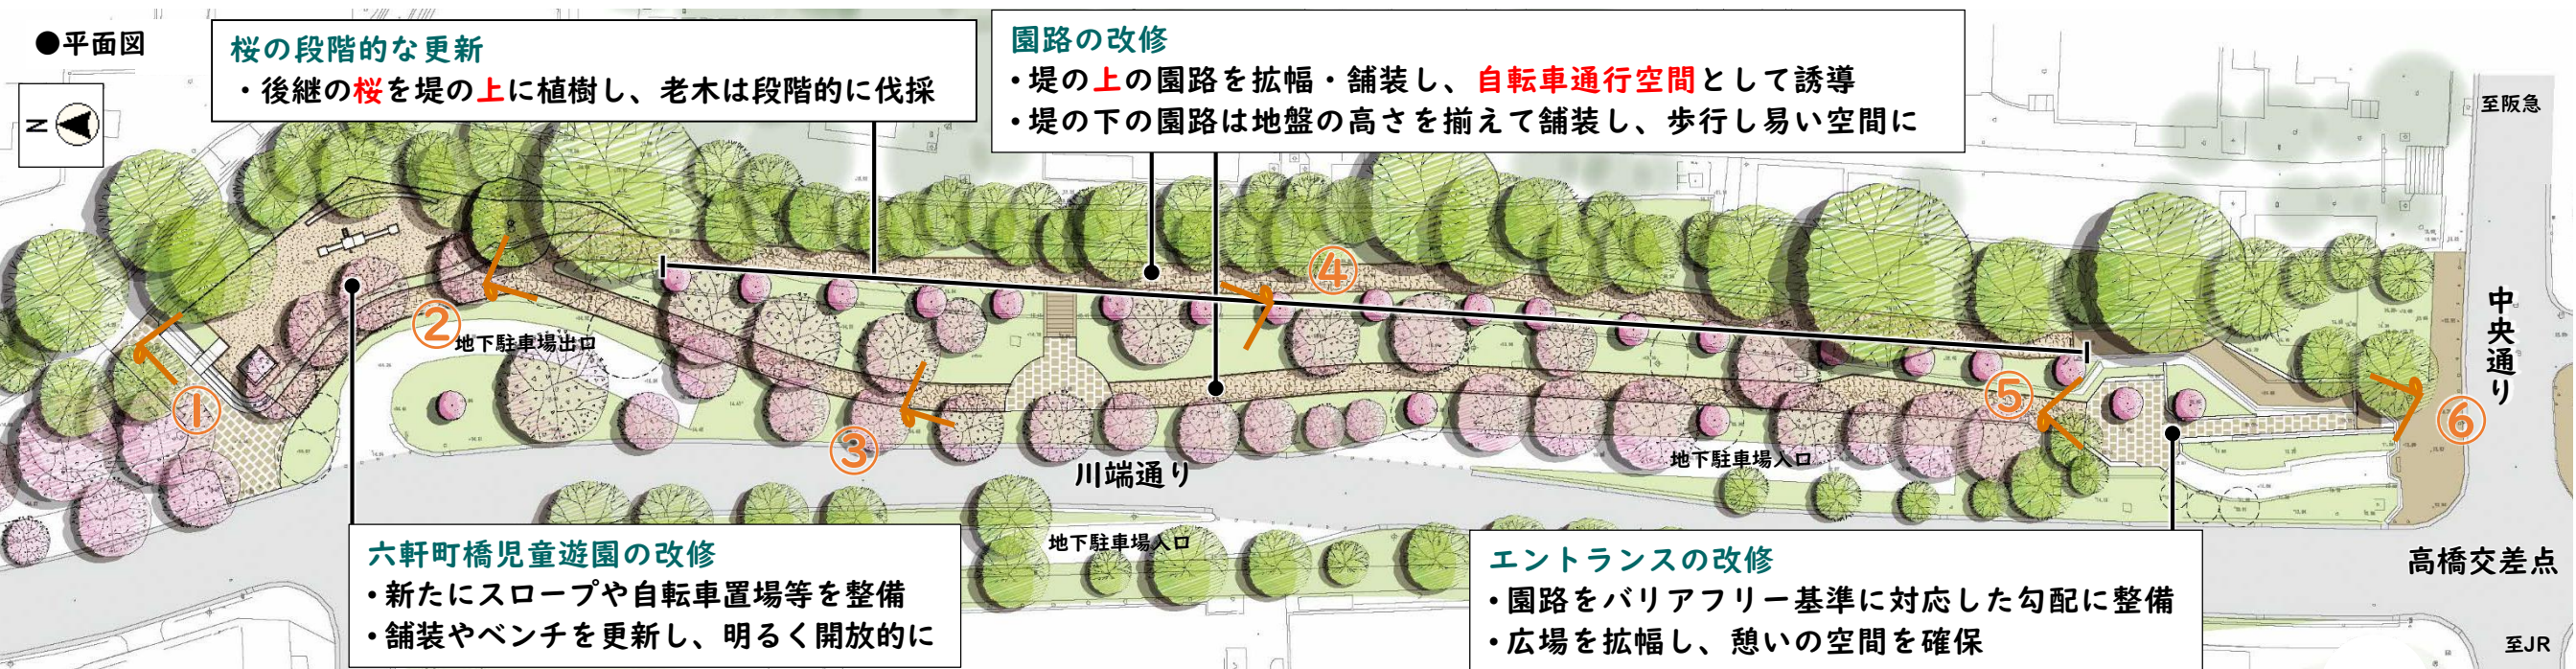 ●平面図
N
桜の段階的な更新
・後継の桜を堤の上に植樹し、老木は段階的に伐採
園路の改修
・堤の上の園路を拡幅・舗装し、自転車通行空間として誘導
・堤の下の園路は地盤の高さを揃えて舗装し、歩行し易い空間に
至阪急
中央通り
④
②
地下駐車場出口
①
⑤
⑥
③
川端通り
地下駐車場入口
地下駐車場入口
六軒町橋児童遊園の改修
・新たにスロープや自転車置場等を整備
・舗装やベンチを更新し、明るく開放的に
エントランスの改修
・園路をバリアフリー基準に対応した勾配に整備
・広場を拡幅し、憩いの空間を確保
高橋交差点
至JR